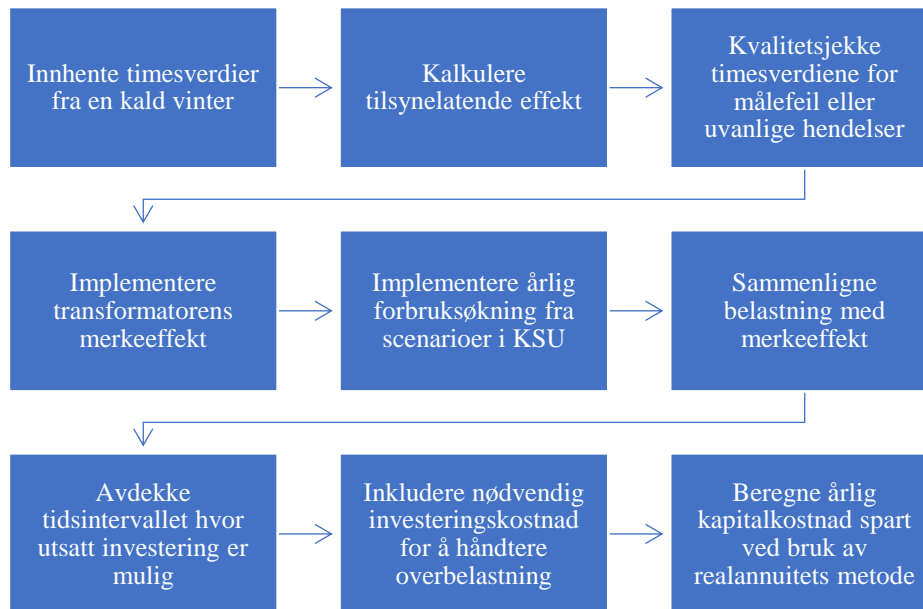 Innhente timesverdier
fra en kald vinter
Kalkulere
tilsynelatende effekt
Kvalitetsjekke
timesverdiene for
målefeil eller
uvanlige hendelser
Implementere
transformatorens
merkeeffekt
Implementere årlig
forbruksøkning fra
scenarioer i KSU
Sammenligne
belastning med
merkeeffekt
Avdekke
tidsintervallet hvor
utsatt investering er
mulig
Inkludere nødvendig
investeringskostnad
for å håndtere
overbelastning
Beregne årlig
kapitalkostnad spart
ved bruk av
realannuitets metode